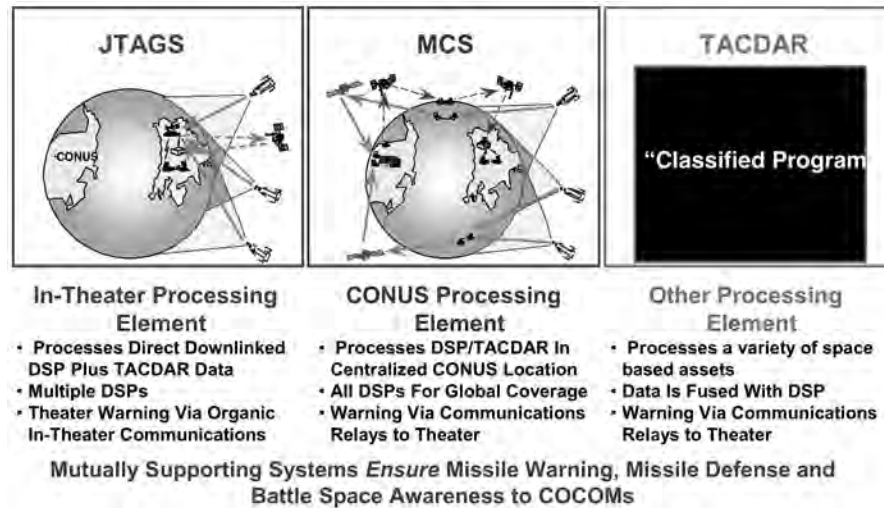 JTAGS
CONUS
In-Theater Processing
Element
• Processes Direct Downlinked
DSP Plus TACDAR Data
• Multiple DSPs
• Theater Warning Via Organic
In-Theater Communications
MCS
CONUS Processing
Element
• Processes DSP/TACDAR In
Centralized CONUS Location
• All DSPs For Global Coverage
• Warning Via Communications
Relays to Theater
TACDAR
“Classified Program
Other Processing
Element
• Processes a variety of space
based assets
• Data Is Fused With DSP
• Warning Via Communications
Relays to Theater
Mutually Supporting Systems Ensure Missile Warning, Missile Defense and
Battle Space Awareness to COCOMs